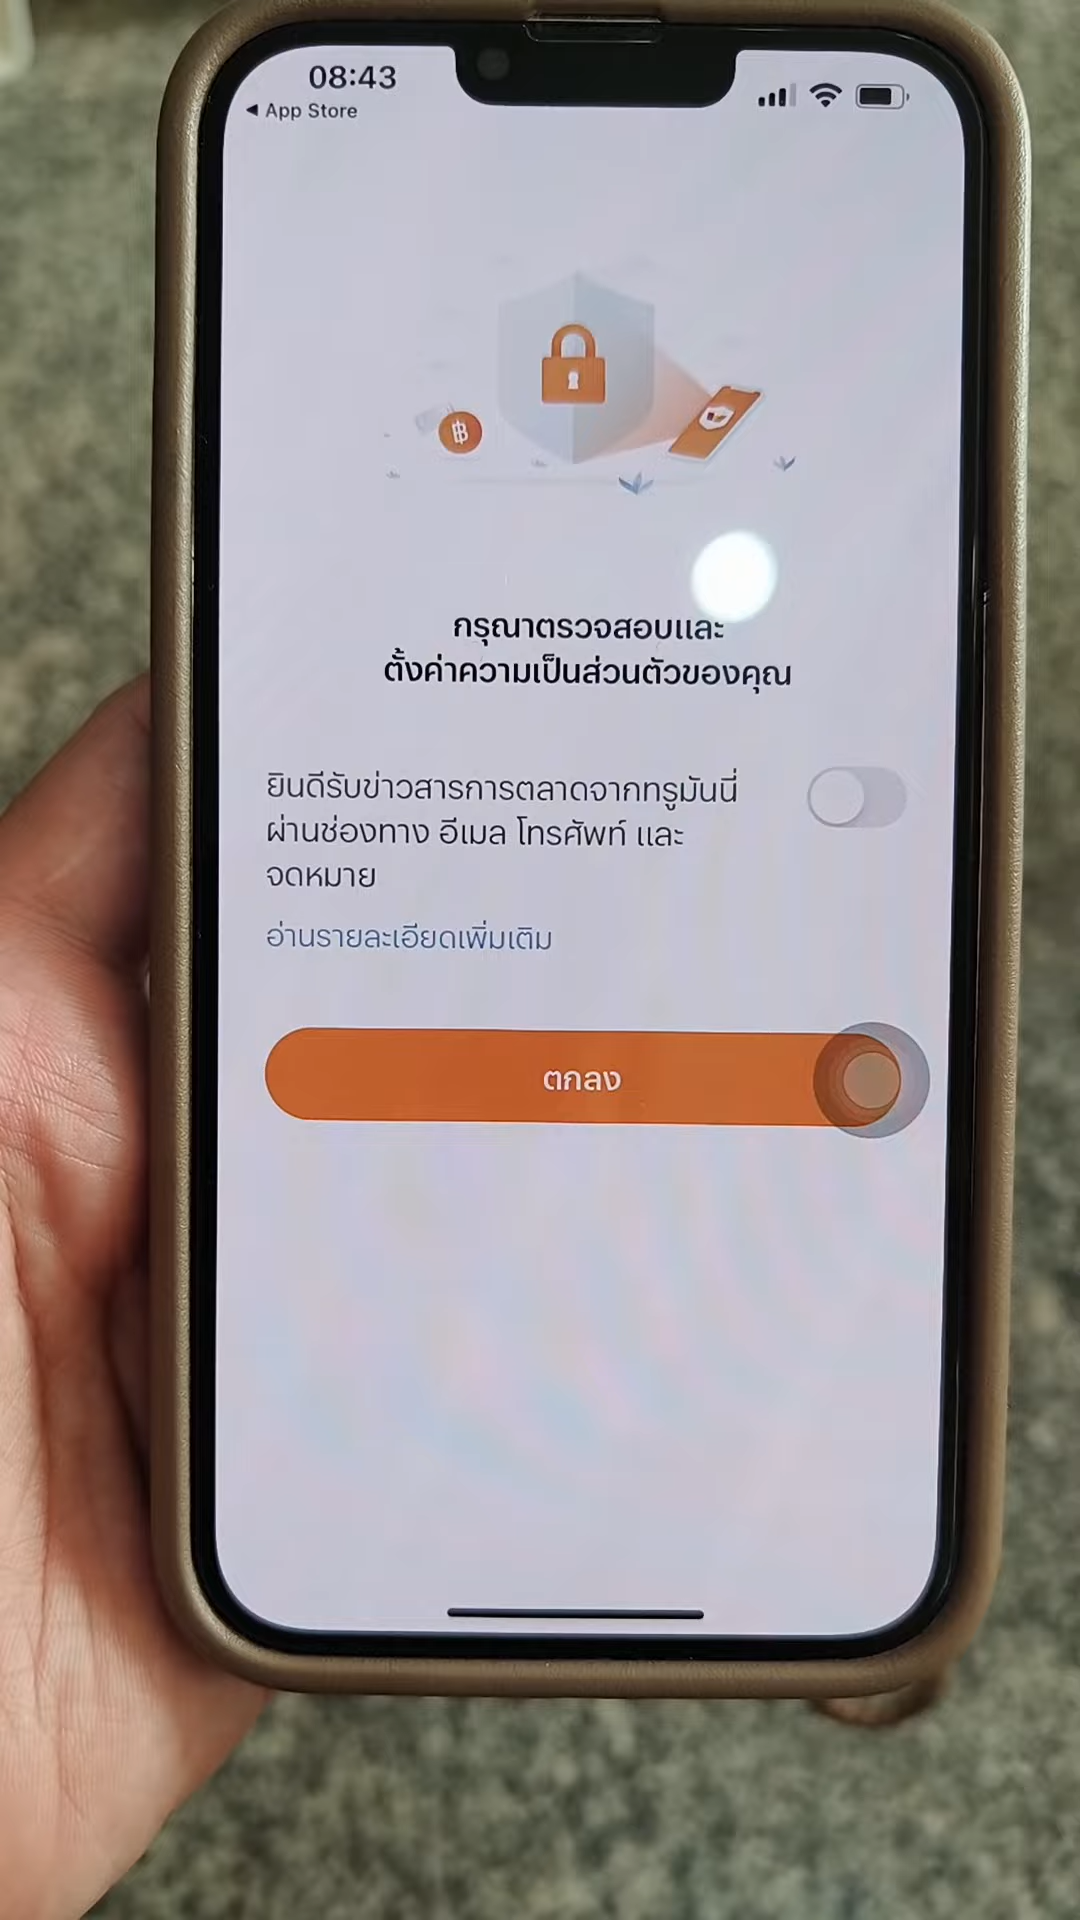 08:43
◀ App Store
฿
กรุณาตรวจสอบและ
ตั้งค่าความเป็นส่วนตัวของคุณ
ยินดีรับข่าวสารการตลาดจากทรูมันนี่
ผ่านช่องทาง อีเมล โทรศัพท์ และ
จดหมาย
อ่านรายละเอียดเพิ่มเติม
ตกลง